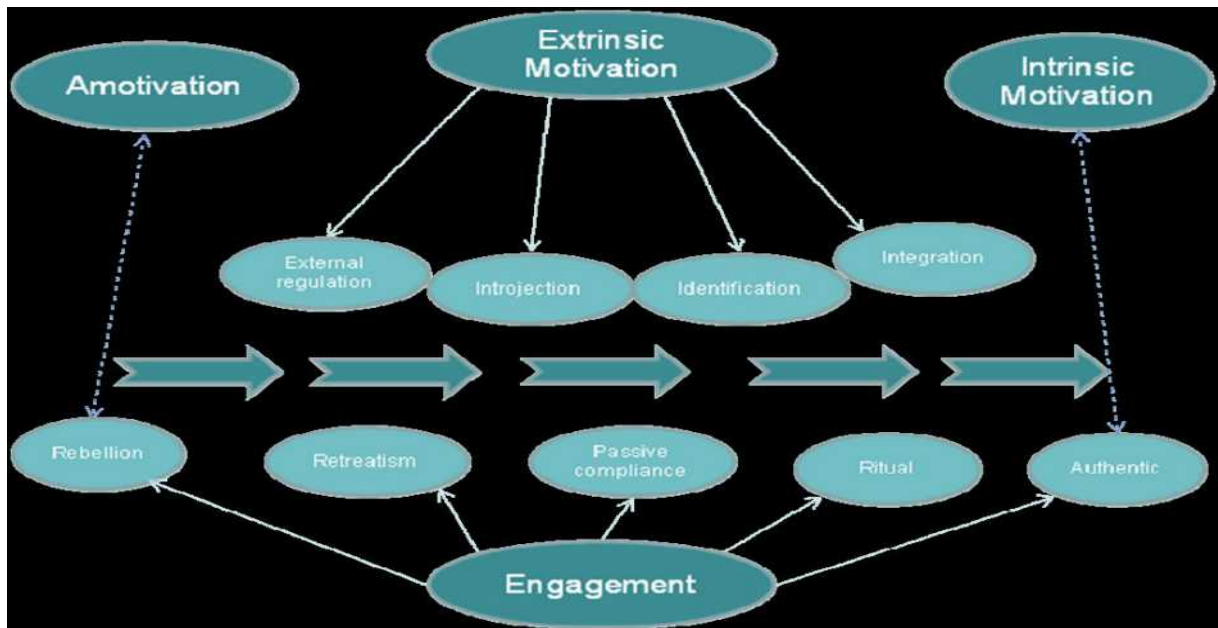 Amotivation
Extrinsic
Motivation
Intrinsic
Motivation
External
regulation
Introjection
Identification
Integration
Rebellion
Retreatism
Passive
compliance
Ritual
Authentic
Engagement